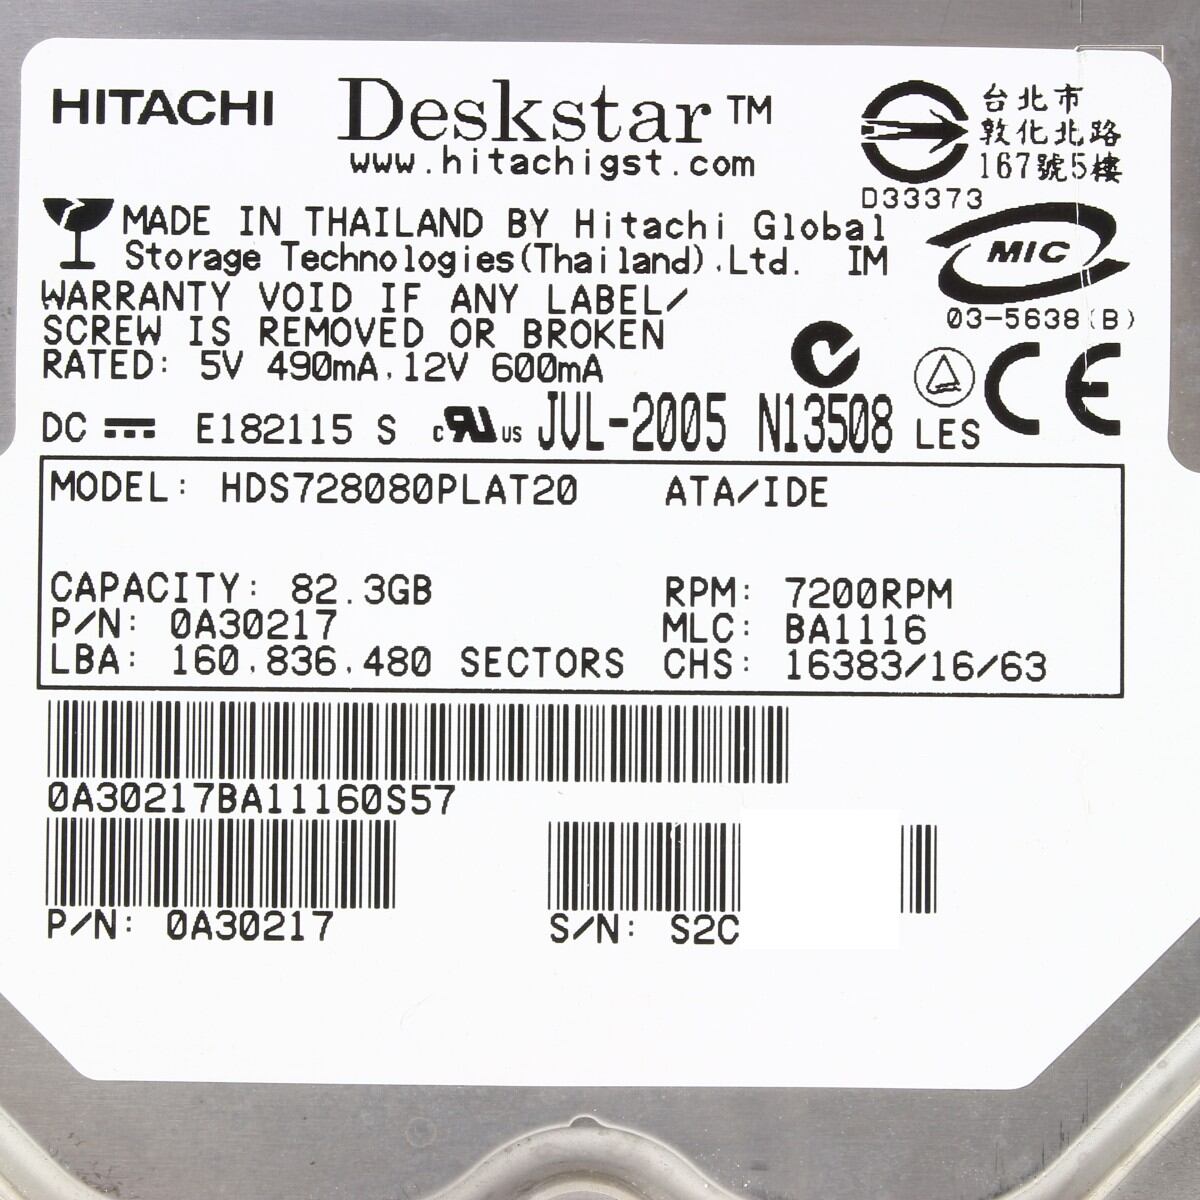 HITACHI Deskstar™
www.hitachigst.com
台北市
敦化北路
167號5樓
D33373
MADE IN THAILAND BY Hitachi Global
Storage Technologies(Thailand).Ltd. IM
MIC
03-5638(B)
WARRANTY VOID IF ANY LABEL/
SCREW IS REMOVED OR BROKEN
RATED: 5V 490mA,12V 600mA
DC E182115 S c RU US JUL-2005 N13508 LES CE
MODEL: HDS728080PLAT20 ATA/IDE
CAPACITY: 82.3GB RPM: 7200RPM
P/N: 0A30217 MLC: BA1116
LBA: 160,836,480 SECTORS CHS: 16383/16/63
0A30217BA11160S57
P/N: 0A30217 S/N: S2C